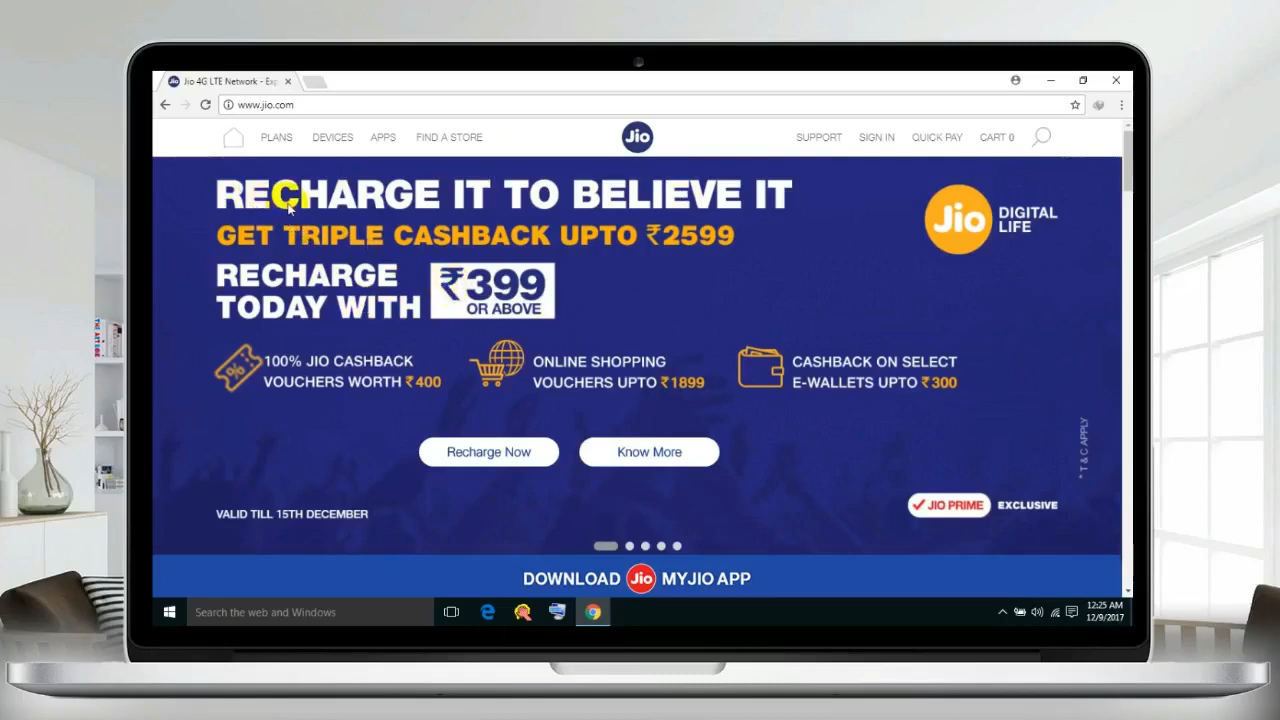 Jio 4G LTE Network - Exp
www.jio.com
PLANS DEVICES APPS FIND A STORE Jio SUPPORT SIGN IN QUICK PAY CART 0
RECHARGE IT TO BELIEVE IT
GET TRIPLE CASHBACK UPTO ₹2599
RECHARGE
TODAY WITH
₹399
OR ABOVE
Jio DIGITAL
LIFE
100% JIO CASHBACK
VOUCHERS WORTH ₹400
ONLINE SHOPPING
VOUCHERS UPTO ₹1899
CASHBACK ON SELECT
E-WALLETS UPTO ₹300
* T & C APPLY
Recharge Now
Know More
VALID TILL 15TH DECEMBER
JIO PRIME EXCLUSIVE
DOWNLOAD Jio MYJIO APP
Search the web and Windows
12:25 AM
12/9/2017